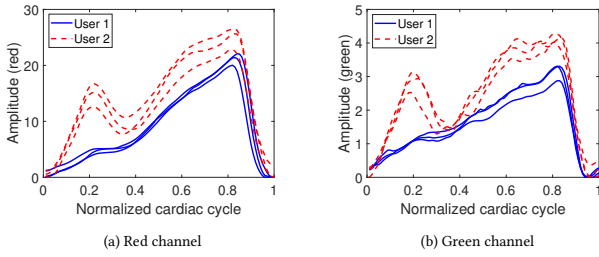 User 1
User 2
Amplitude (red)
30
20
10
0
0 0.2 0.4 0.6 0.8 1
Normalized cardiac cycle
(a) Red channel
User 1
User 2
Amplitude (green)
5
4
3
2
1
0
0 0.2 0.4 0.6 0.8 1
Normalized cardiac cycle
(b) Green channel